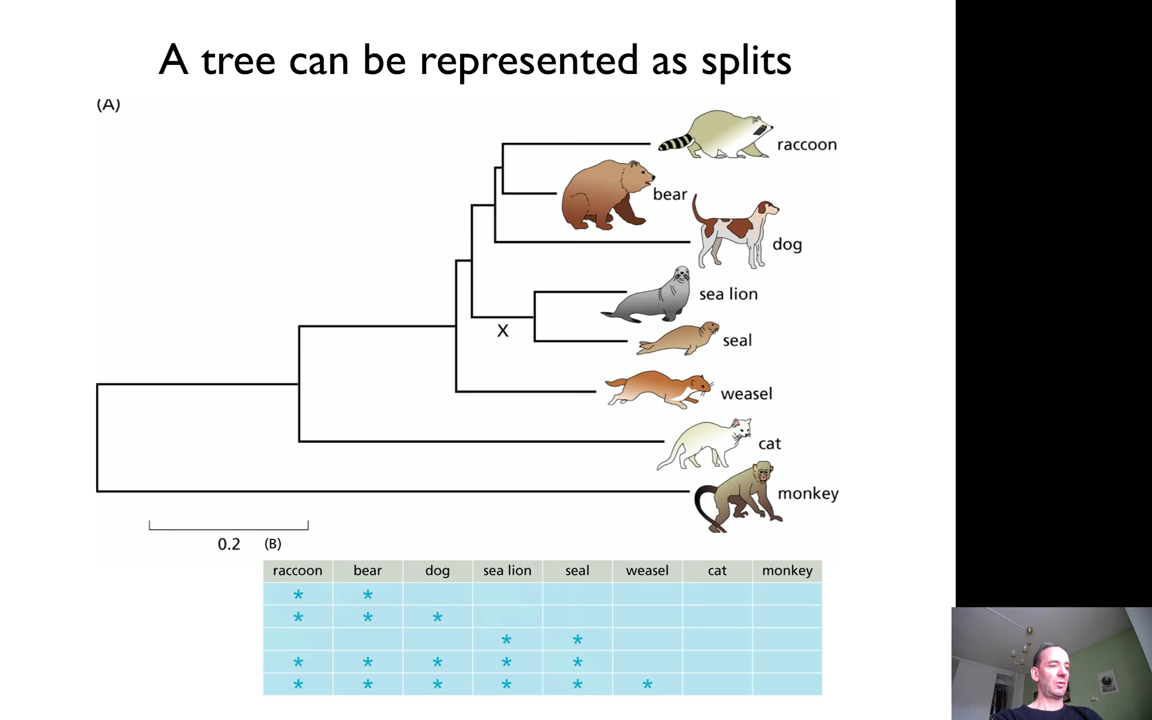 A tree can be represented as splits
(A)
raccoon
bear
dog
sea lion
seal
X
weasel
cat
monkey
0.2
(B)
raccoon bear dog sea lion seal weasel cat monkey
* *
* * *
* *
* * * * *
* * * * * *